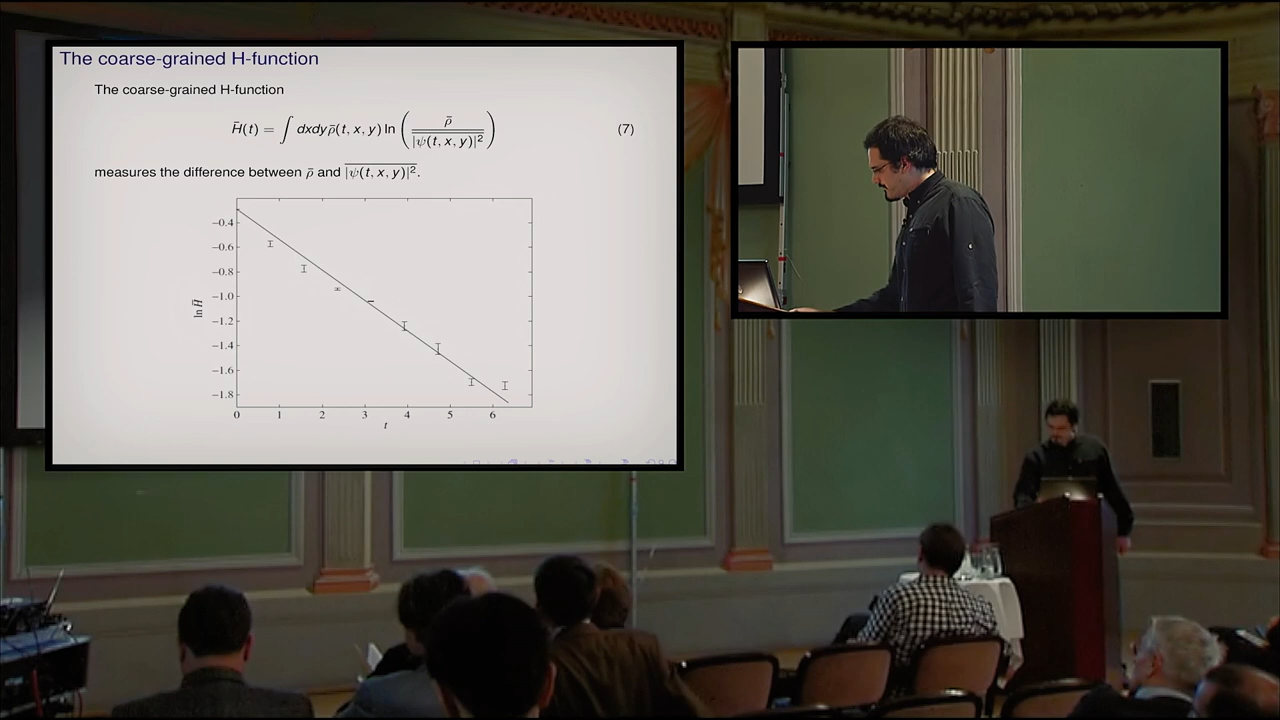 The coarse-grained H-function
The coarse-grained H-function
H̄(t) = ∫ dxdyρ̄(t, x, y) ln ( ρ̄ / \overline{|ψ(t, x, y)|²} ) (7)
measures the difference between ρ̄ and \overline{|ψ(t, x, y)|²}.
−0.4
−0.6
−0.8
−1.0
−1.2
−1.4
−1.6
−1.8
ln H̄
0 1 2 3 4 5 6
t